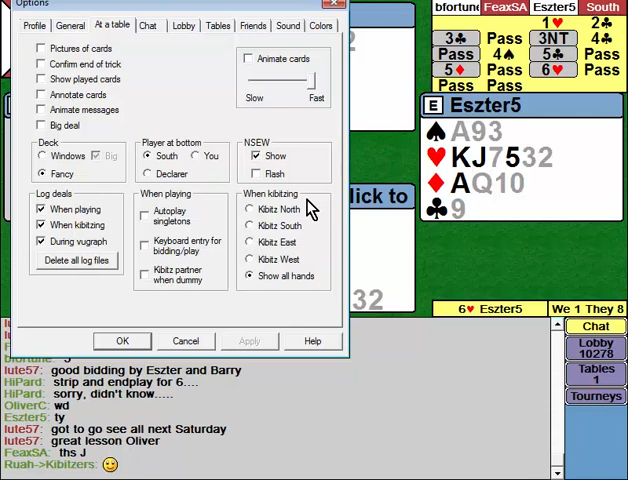 Options
Profile General At a table Chat Lobby Tables Friends Sound Colors
Pictures of cards
Confirm end of trick
Show played cards
Annotate cards
Animate messages
Big deal
Animate cards
Slow Fast
Deck
Windows Big
Fancy
Player at bottom
South You
Declarer
NSEW
Show
Flash
Log deals
When playing
When kibitzing
During vugraph
Delete all log files
When playing
Autoplay
singletons
Keyboard entry for
bidding/play
Kibitz partner
when dummy
When kibitzing
Kibitz North
Kibitz South
Kibitz East
Kibitz West
Show all hands
OK Cancel Apply Help
FeaxSA Eszter5 South
1♥ 2♣
3♣ Pass 3NT 4♣
Pass 4♠ 5♣ Pass
5♦ Pass 6♥ Pass
Pass
E Eszter5
♠ A93
♥ KJ7532
♦ AQ10
♣ 9
lick to
32
6♥ Eszter5 We 1 They 8
lute57: good bidding by Eszter and Barry
HiPard: strip and endplay for 6....
HiPard: sorry, didn't know.....
OliverC: wd
Eszter5: ty
lute57: got to go see all next Saturday
lute57: great lesson Oliver
FeaxSA: ths J
Ruah->Kibitzers:
Chat
Lobby
10278
Tables
1
Tourneys